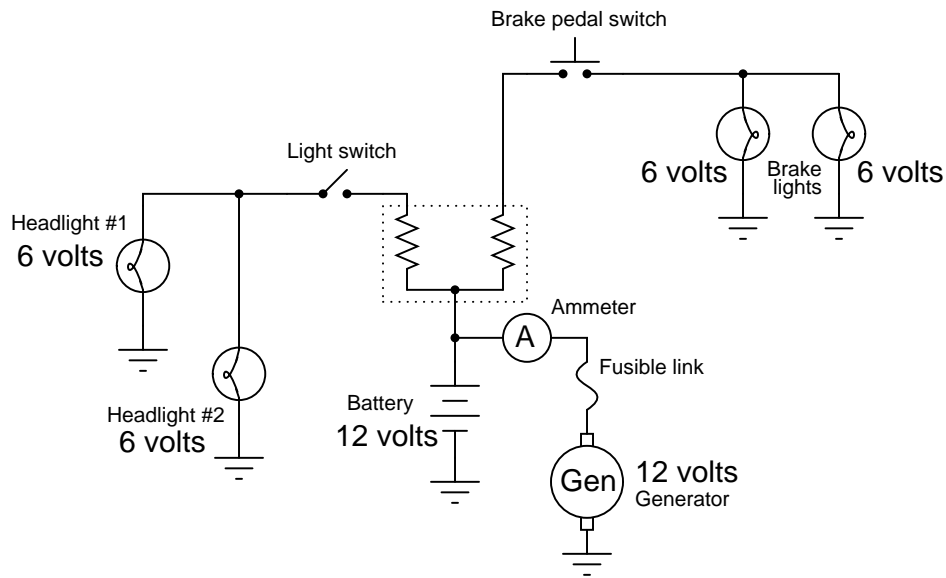 Brake pedal switch
Light switch
6 volts
Brake
lights
6 volts
Headlight #1
6 volts
Ammeter
A
Fusible link
Battery
12 volts
Headlight #2
6 volts
Gen
12 volts
Generator